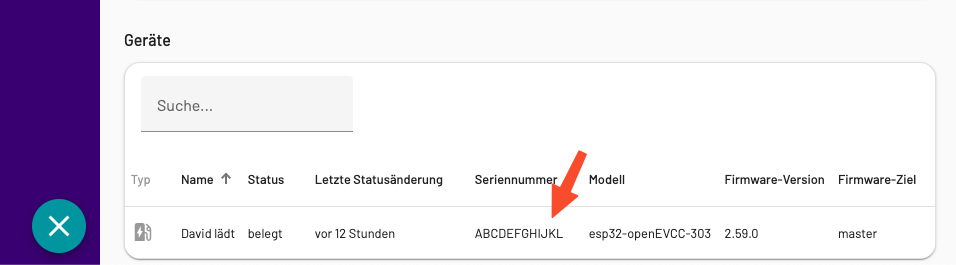 Geräte
Suche...
Typ Name Status Letzte Statusänderung Seriennummer Modell Firmware-Version Firmware-Ziel
David lädt belegt vor 12 Stunden ABCDEFGHIJKL esp32-openEVCC-303 2.59.0 master